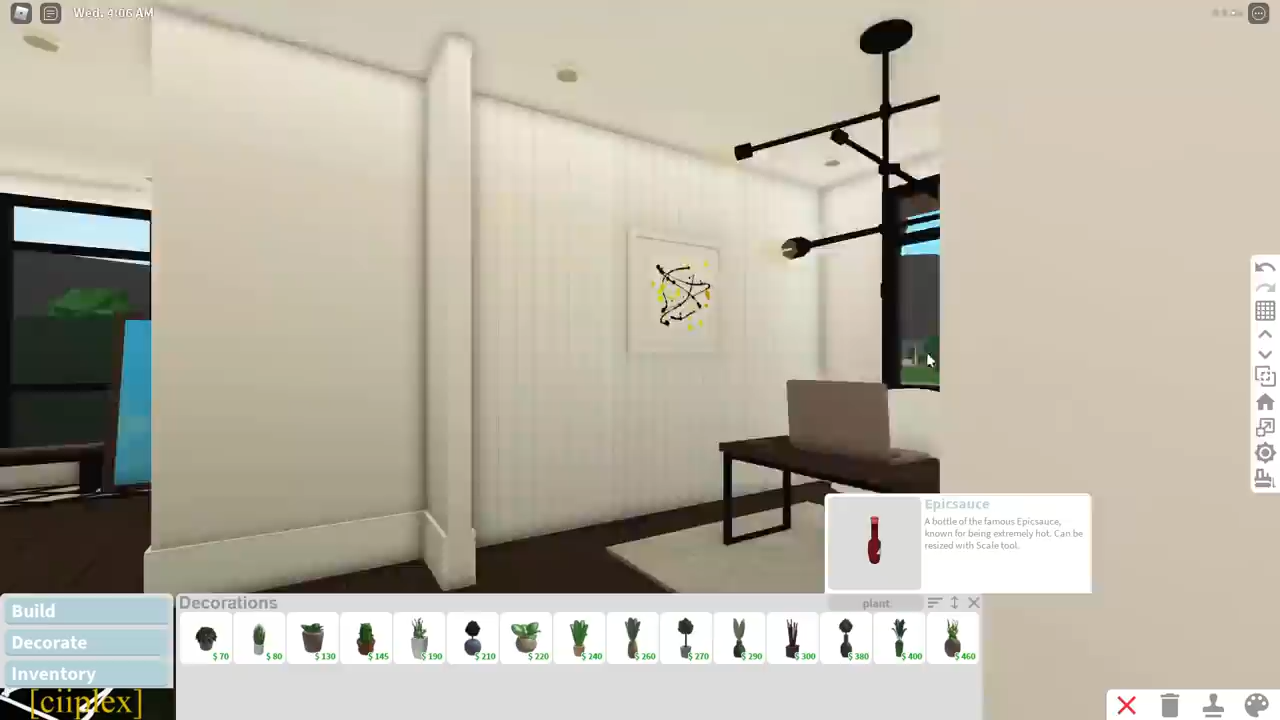 Wed. 4:06 AM
Epicsauce
A bottle of the famous Epicsauce,
known for being extremely hot. Can be
resized with Scale tool.
Build
Decorate
Inventory
Decorations
plant
$ 70
$ 80
$ 130
$ 145
$ 190
$ 210
$ 220
$ 240
$ 260
$ 270
$ 290
$ 300
$ 380
$ 400
$ 460
[ciiplex]